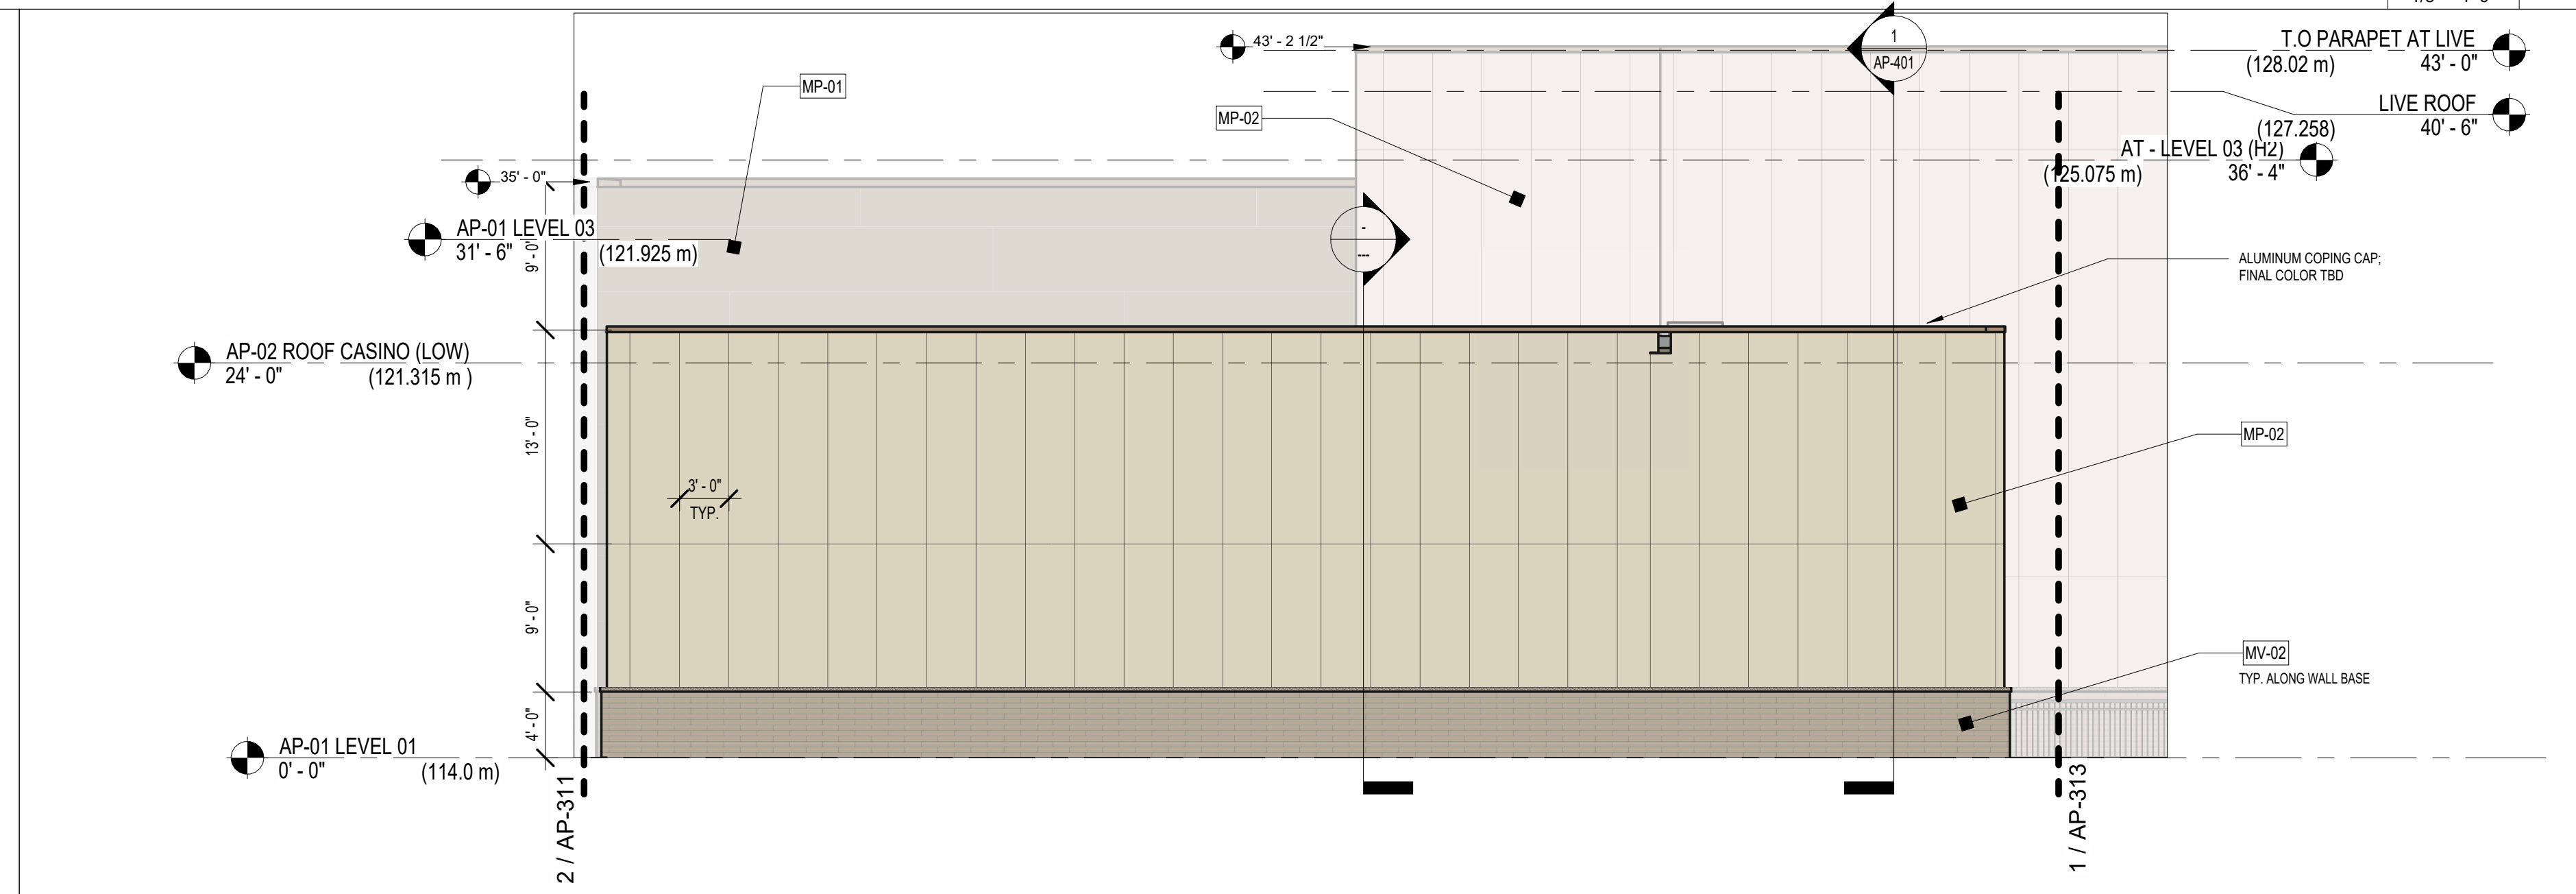 43' - 2 1/2"
1
AP-401
T.O PARAPET AT LIVE
(128.02 m)
43' - 0"
MP-01
MP-02
LIVE ROOF
(127.258)
40' - 6"
AT - LEVEL 03 (H2)
(125.075 m)
36' - 4"
35' - 0"
AP-01 LEVEL 03
31' - 6"
(121.925 m)
9' - 0"
-
---
ALUMINUM COPING CAP;
FINAL COLOR TBD
AP-02 ROOF CASINO (LOW)
24' - 0"
(121.315 m )
13' - 0"
MP-02
3' - 0"
TYP.
9' - 0"
MV-02
TYP. ALONG WALL BASE
4' - 0"
AP-01 LEVEL 01
0' - 0"
(114.0 m)
2 / AP-311
1 / AP-313